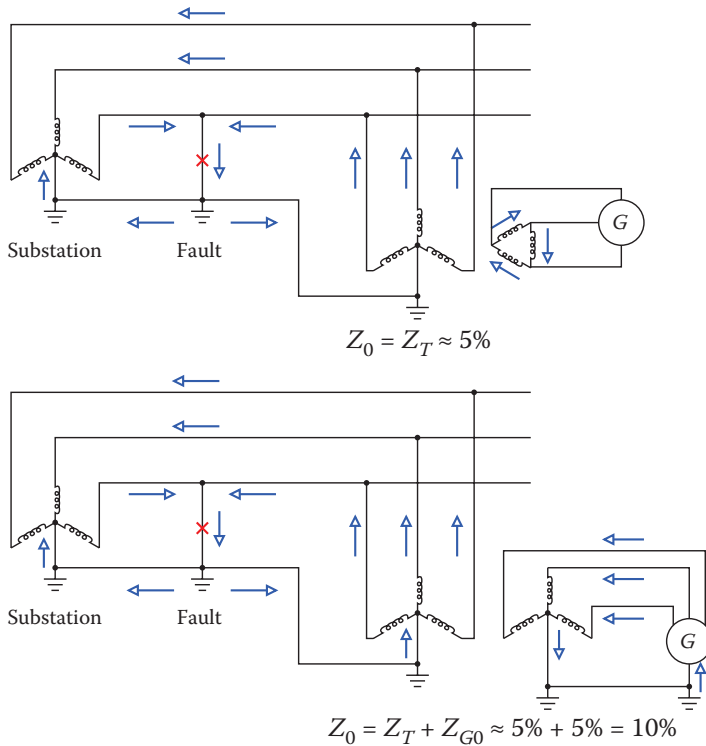 G
Substation
Fault
Z0 = ZT ≈ 5%
G
Substation
Fault
Z0 = ZT + ZG0 ≈ 5% + 5% = 10%